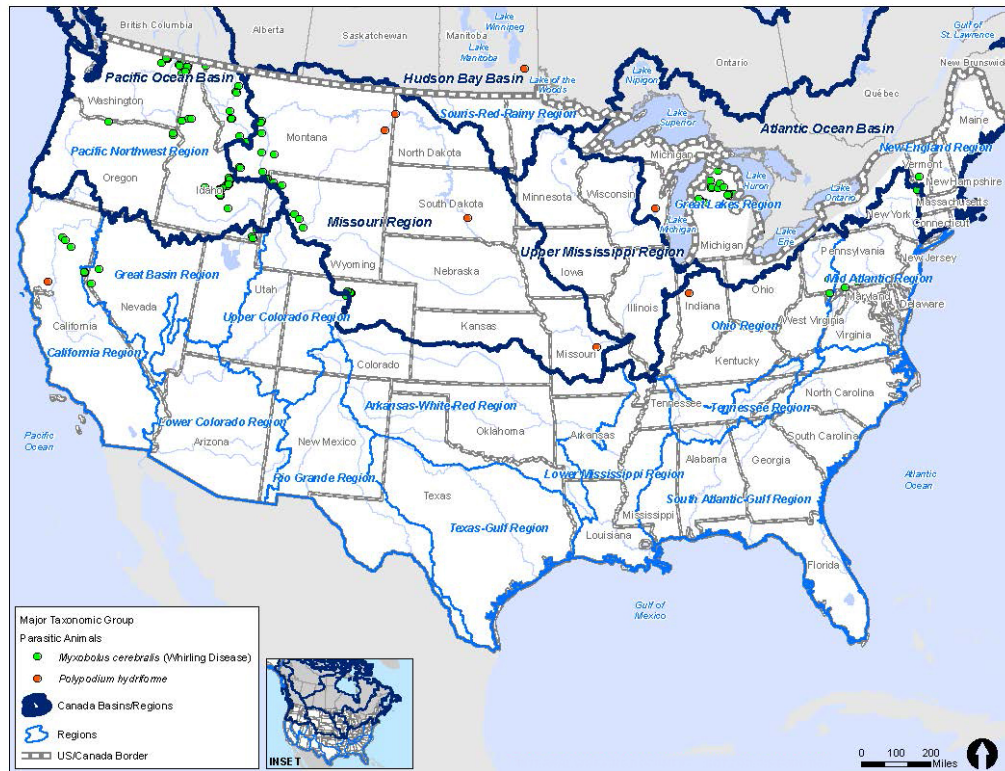 British Columbia
Alberta
Saskatchewan
Manitoba
Lake
Winnipeg
Lake
Manitoba
Ontario
Québec
Gulf of
St. Lawrence
New Brunswick
Lake of the
Woods
Lake
Nipigon
Pacific Ocean Basin
Hudson Bay Basin
Atlantic Ocean Basin
Souris-Red-Rainy Region
Lake
Superior
Washington
Montana
North Dakota
Michigan
Maine
New England Region
Vermont
New Hampshire
Massachusetts
Connecticut
Pacific Northwest Region
Oregon
Idaho
Minnesota
Wisconsin
Lake
Huron
Lake
Ontario
Great Lakes Region
New York
South Dakota
Missouri Region
Lake
Michigan
Michigan
Lake
Erie
Wyoming
Upper Mississippi Region
Iowa
Nebraska
Pennsylvania
New Jersey
Great Basin Region
Nevada
Utah
Illinois
Indiana
Ohio
Mid Atlantic Region
Maryland
Delaware
West Virginia
Virginia
California
Upper Colorado Region
Colorado
Kansas
Missouri
Ohio Region
Kentucky
California Region
Lower Colorado Region
Arizona
New Mexico
Arkansas-White-Red Region
Oklahoma
Arkansas
Tennessee
Tennessee Region
North Carolina
South Carolina
Pacific
Ocean
Rio Grande Region
Texas
Lower Mississippi Region
Alabama
Georgia
Atlantic
Ocean
Texas-Gulf Region
Mississippi
South Atlantic-Gulf Region
Louisiana
Florida
Gulf of
Mexico
Major Taxonomic Group
Parasitic Animals
Myxobolus cerebralis (Whirling Disease)
Polypodium hydriforme
Canada Basins/Regions
Regions
US/Canada Border
INSET
0 100 200
Miles